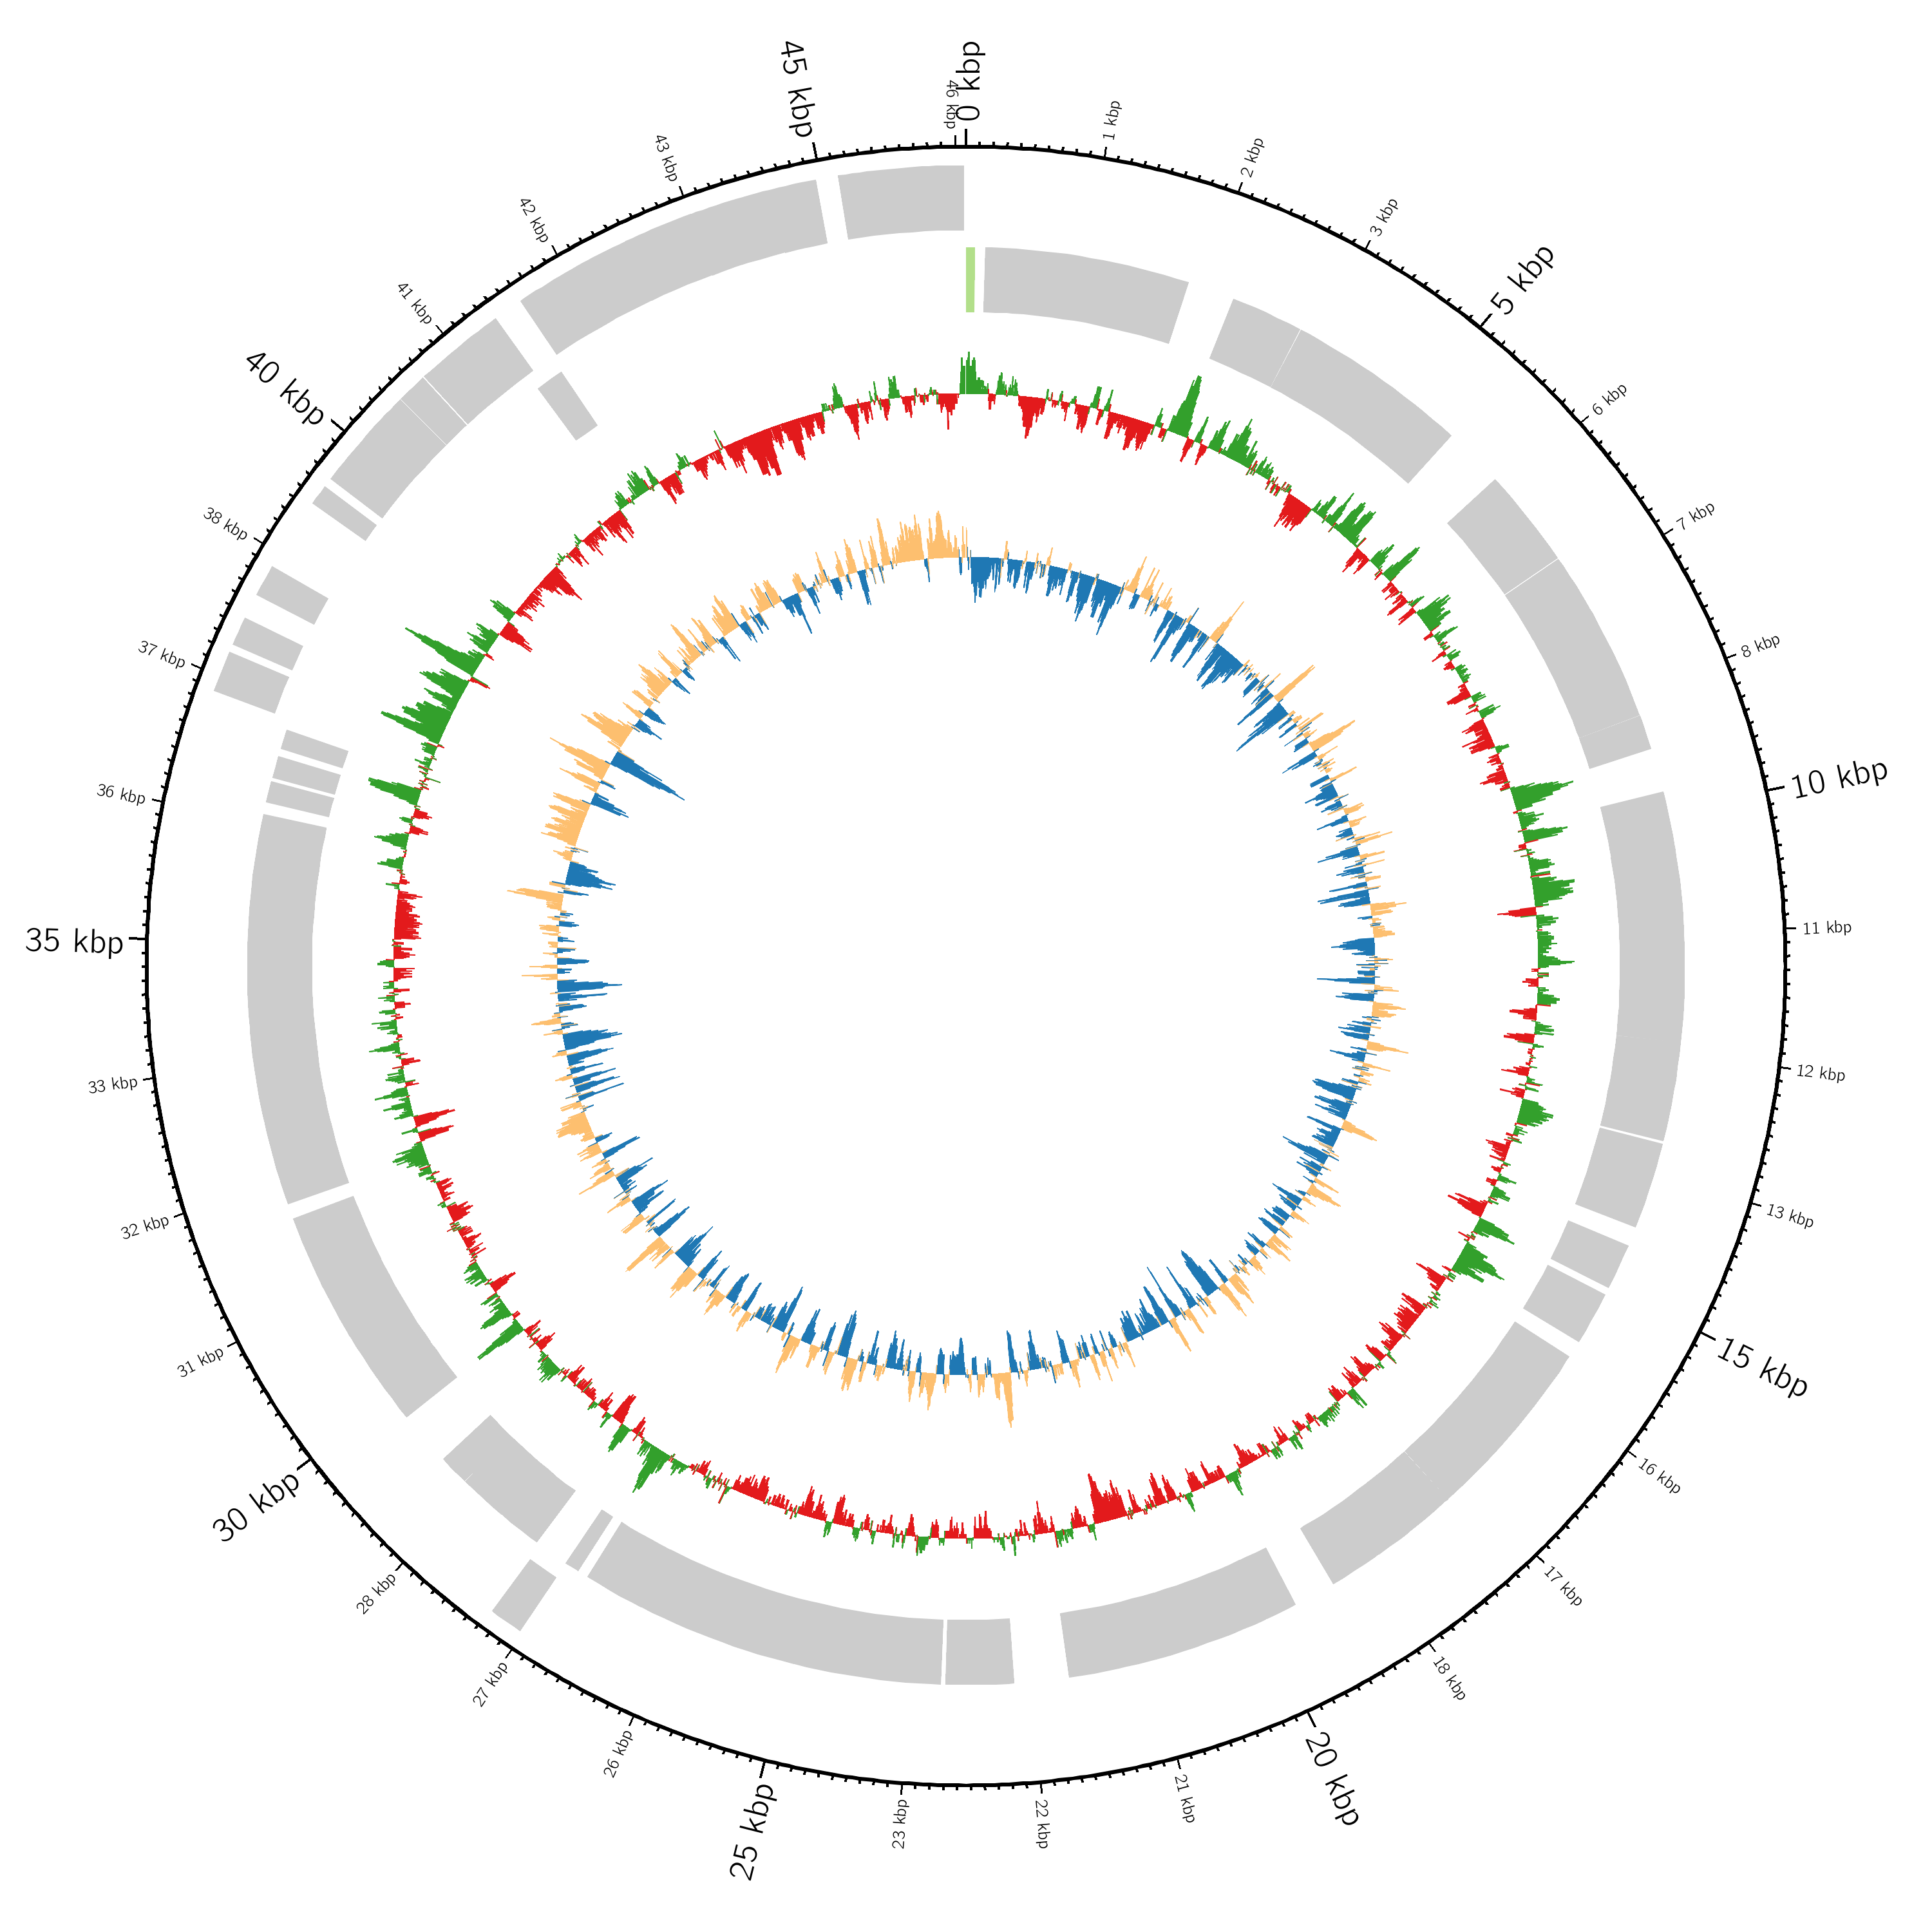 0 kbp
1 kbp
2 kbp
3 kbp
5 kbp
6 kbp
7 kbp
8 kbp
10 kbp
11 kbp
12 kbp
13 kbp
15 kbp
16 kbp
17 kbp
18 kbp
20 kbp
21 kbp
22 kbp
23 kbp
25 kbp
26 kbp
27 kbp
28 kbp
30 kbp
31 kbp
32 kbp
33 kbp
35 kbp
36 kbp
37 kbp
38 kbp
40 kbp
41 kbp
42 kbp
43 kbp
45 kbp
46 kbp